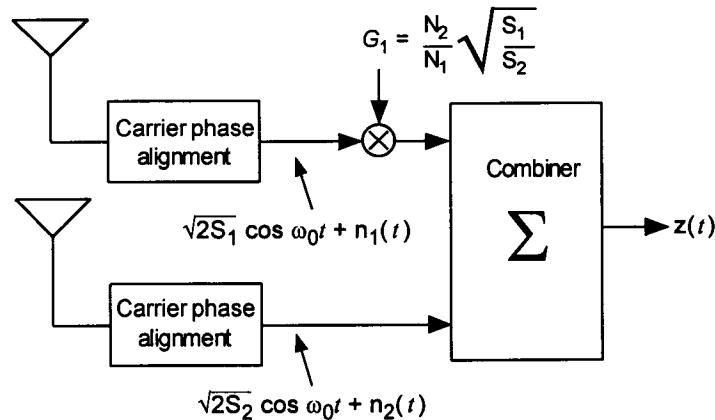 G₁ = N₂/N₁ √(S₁/S₂)
Carrier phase
alignment
Combiner
Σ
z(t)
√2S₁ cos ω₀t + n₁(t)
Carrier phase
alignment
√2S₂ cos ω₀t + n₂(t)